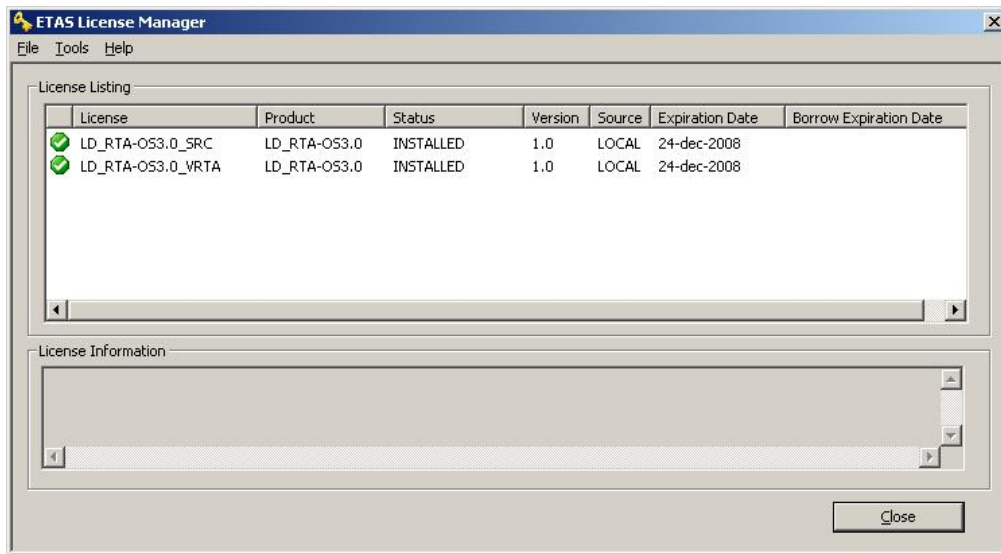 ETAS License Manager
File Tools Help
License Listing
License Product Status Version Source Expiration Date Borrow Expiration Date
LD_RTA-OS3.0_SRC LD_RTA-OS3.0 INSTALLED 1.0 LOCAL 24-dec-2008
LD_RTA-OS3.0_VRTA LD_RTA-OS3.0 INSTALLED 1.0 LOCAL 24-dec-2008
License Information
Close